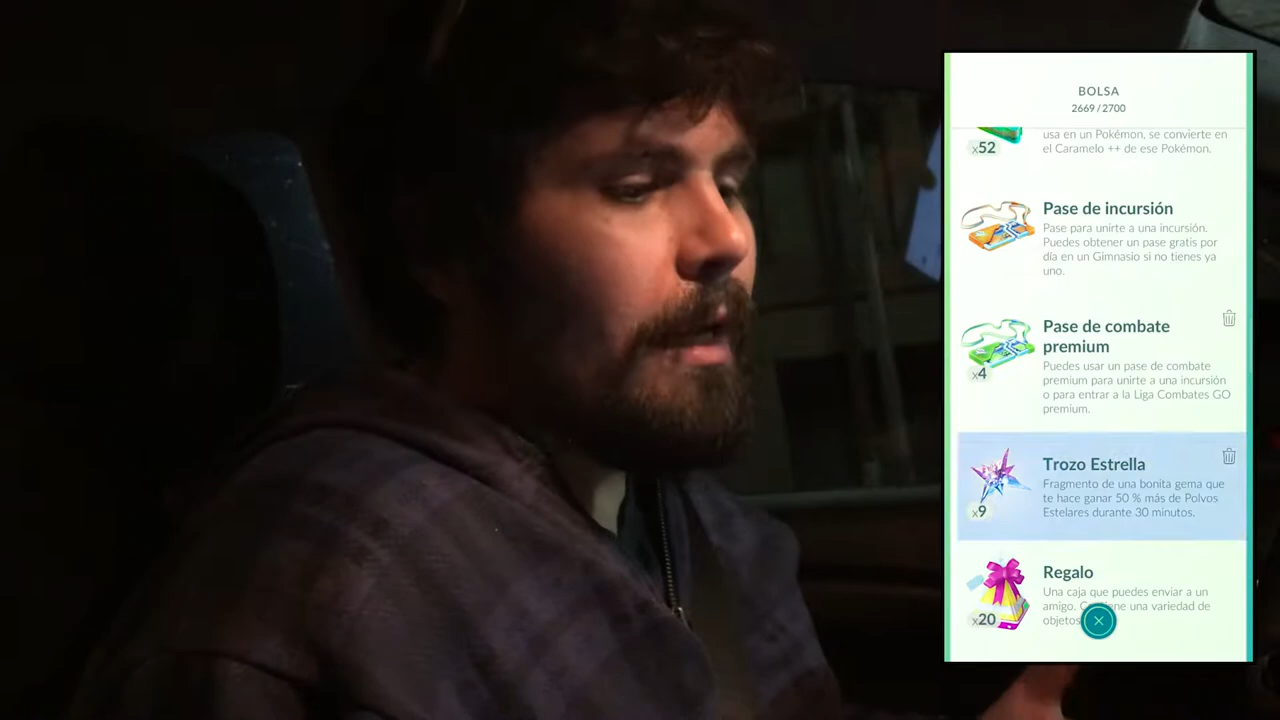 BOLSA
2669 / 2700
usa en un Pokémon, se convierte en
el Caramelo ++ de ese Pokémon.
x52
Pase de incursión
Pase para unirte a una incursión.
Puedes obtener un pase gratis por
día en un Gimnasio si no tienes ya
uno.
Pase de combate
premium
x4
Puedes usar un pase de combate
premium para unirte a una incursión
o para entrar a la Liga Combates GO
premium.
Trozo Estrella
Fragmento de una bonita gema que
te hace ganar 50 % más de Polvos
Estelares durante 30 minutos.
x9
Regalo
Una caja que puedes enviar a un
amigo. una variedad de
objetos
x20